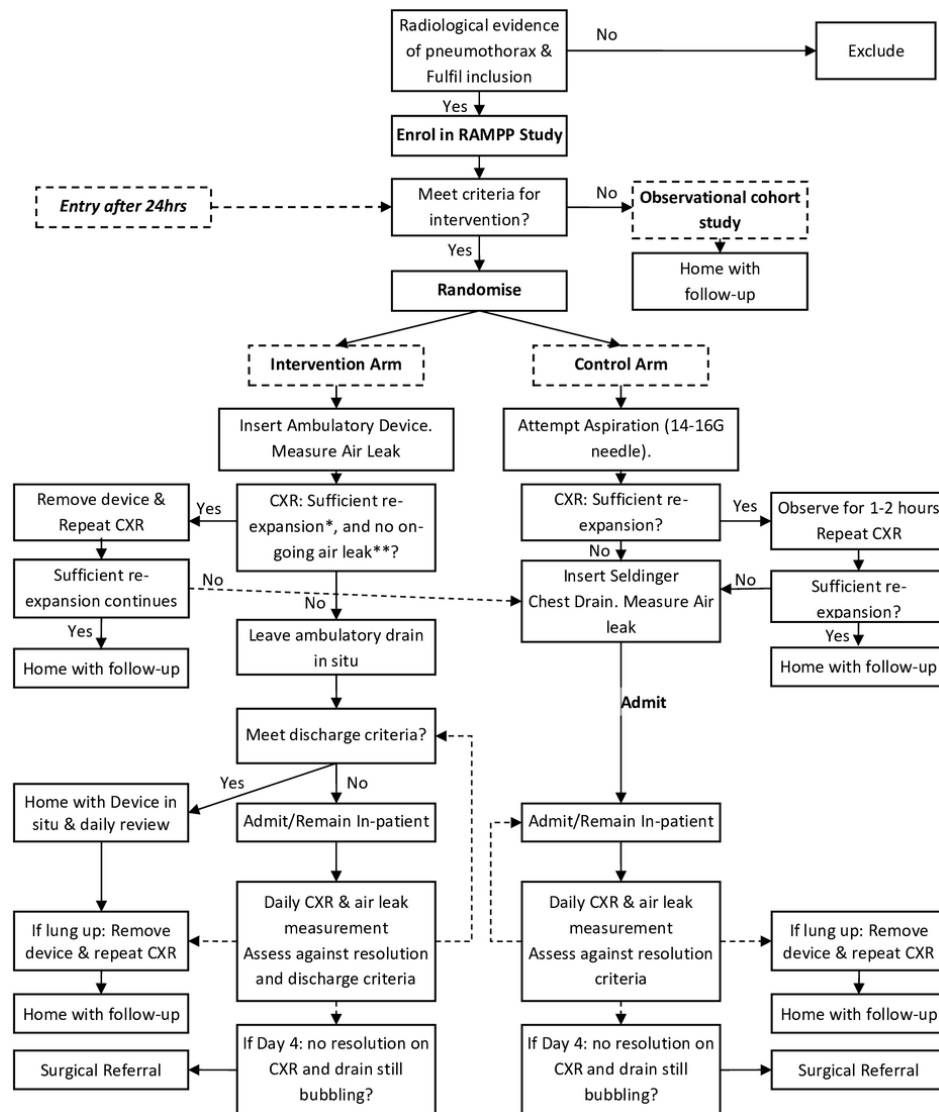 Radiological evidence
of pneumothorax &
Fulfil inclusion
No
Exclude
Yes
Enrol in RAMPP Study
Entry after 24hrs
Meet criteria for
intervention?
No
Observational cohort
study
Yes
Home with
follow-up
Randomise
Intervention Arm
Control Arm
Insert Ambulatory Device.
Measure Air Leak
Attempt Aspiration (14-16G
needle).
Remove device &
Repeat CXR
Yes
CXR: Sufficient re-
expansion*, and no on-
going air leak**?
CXR: Sufficient re-
expansion?
Yes
Observe for 1-2 hours
Repeat CXR
No
Sufficient re-
expansion continues
No
Insert Seldinger
Chest Drain. Measure Air
leak
No
Sufficient re-
expansion?
No
Yes
Leave ambulatory drain
in situ
Yes
Home with follow-up
Home with follow-up
Admit
Meet discharge criteria?
Yes
No
Home with Device in
situ & daily review
Admit/Remain In-patient
Admit/Remain In-patient
If lung up: Remove
device & repeat CXR
Daily CXR & air leak
measurement
Assess against resolution
and discharge criteria
Daily CXR & air leak
measurement
Assess against resolution
criteria
If lung up: Remove
device & repeat CXR
Home with follow-up
Home with follow-up
If Day 4: no resolution on
CXR and drain still
bubbling?
Surgical Referral
If Day 4: no resolution on
CXR and drain still
bubbling?
Surgical Referral